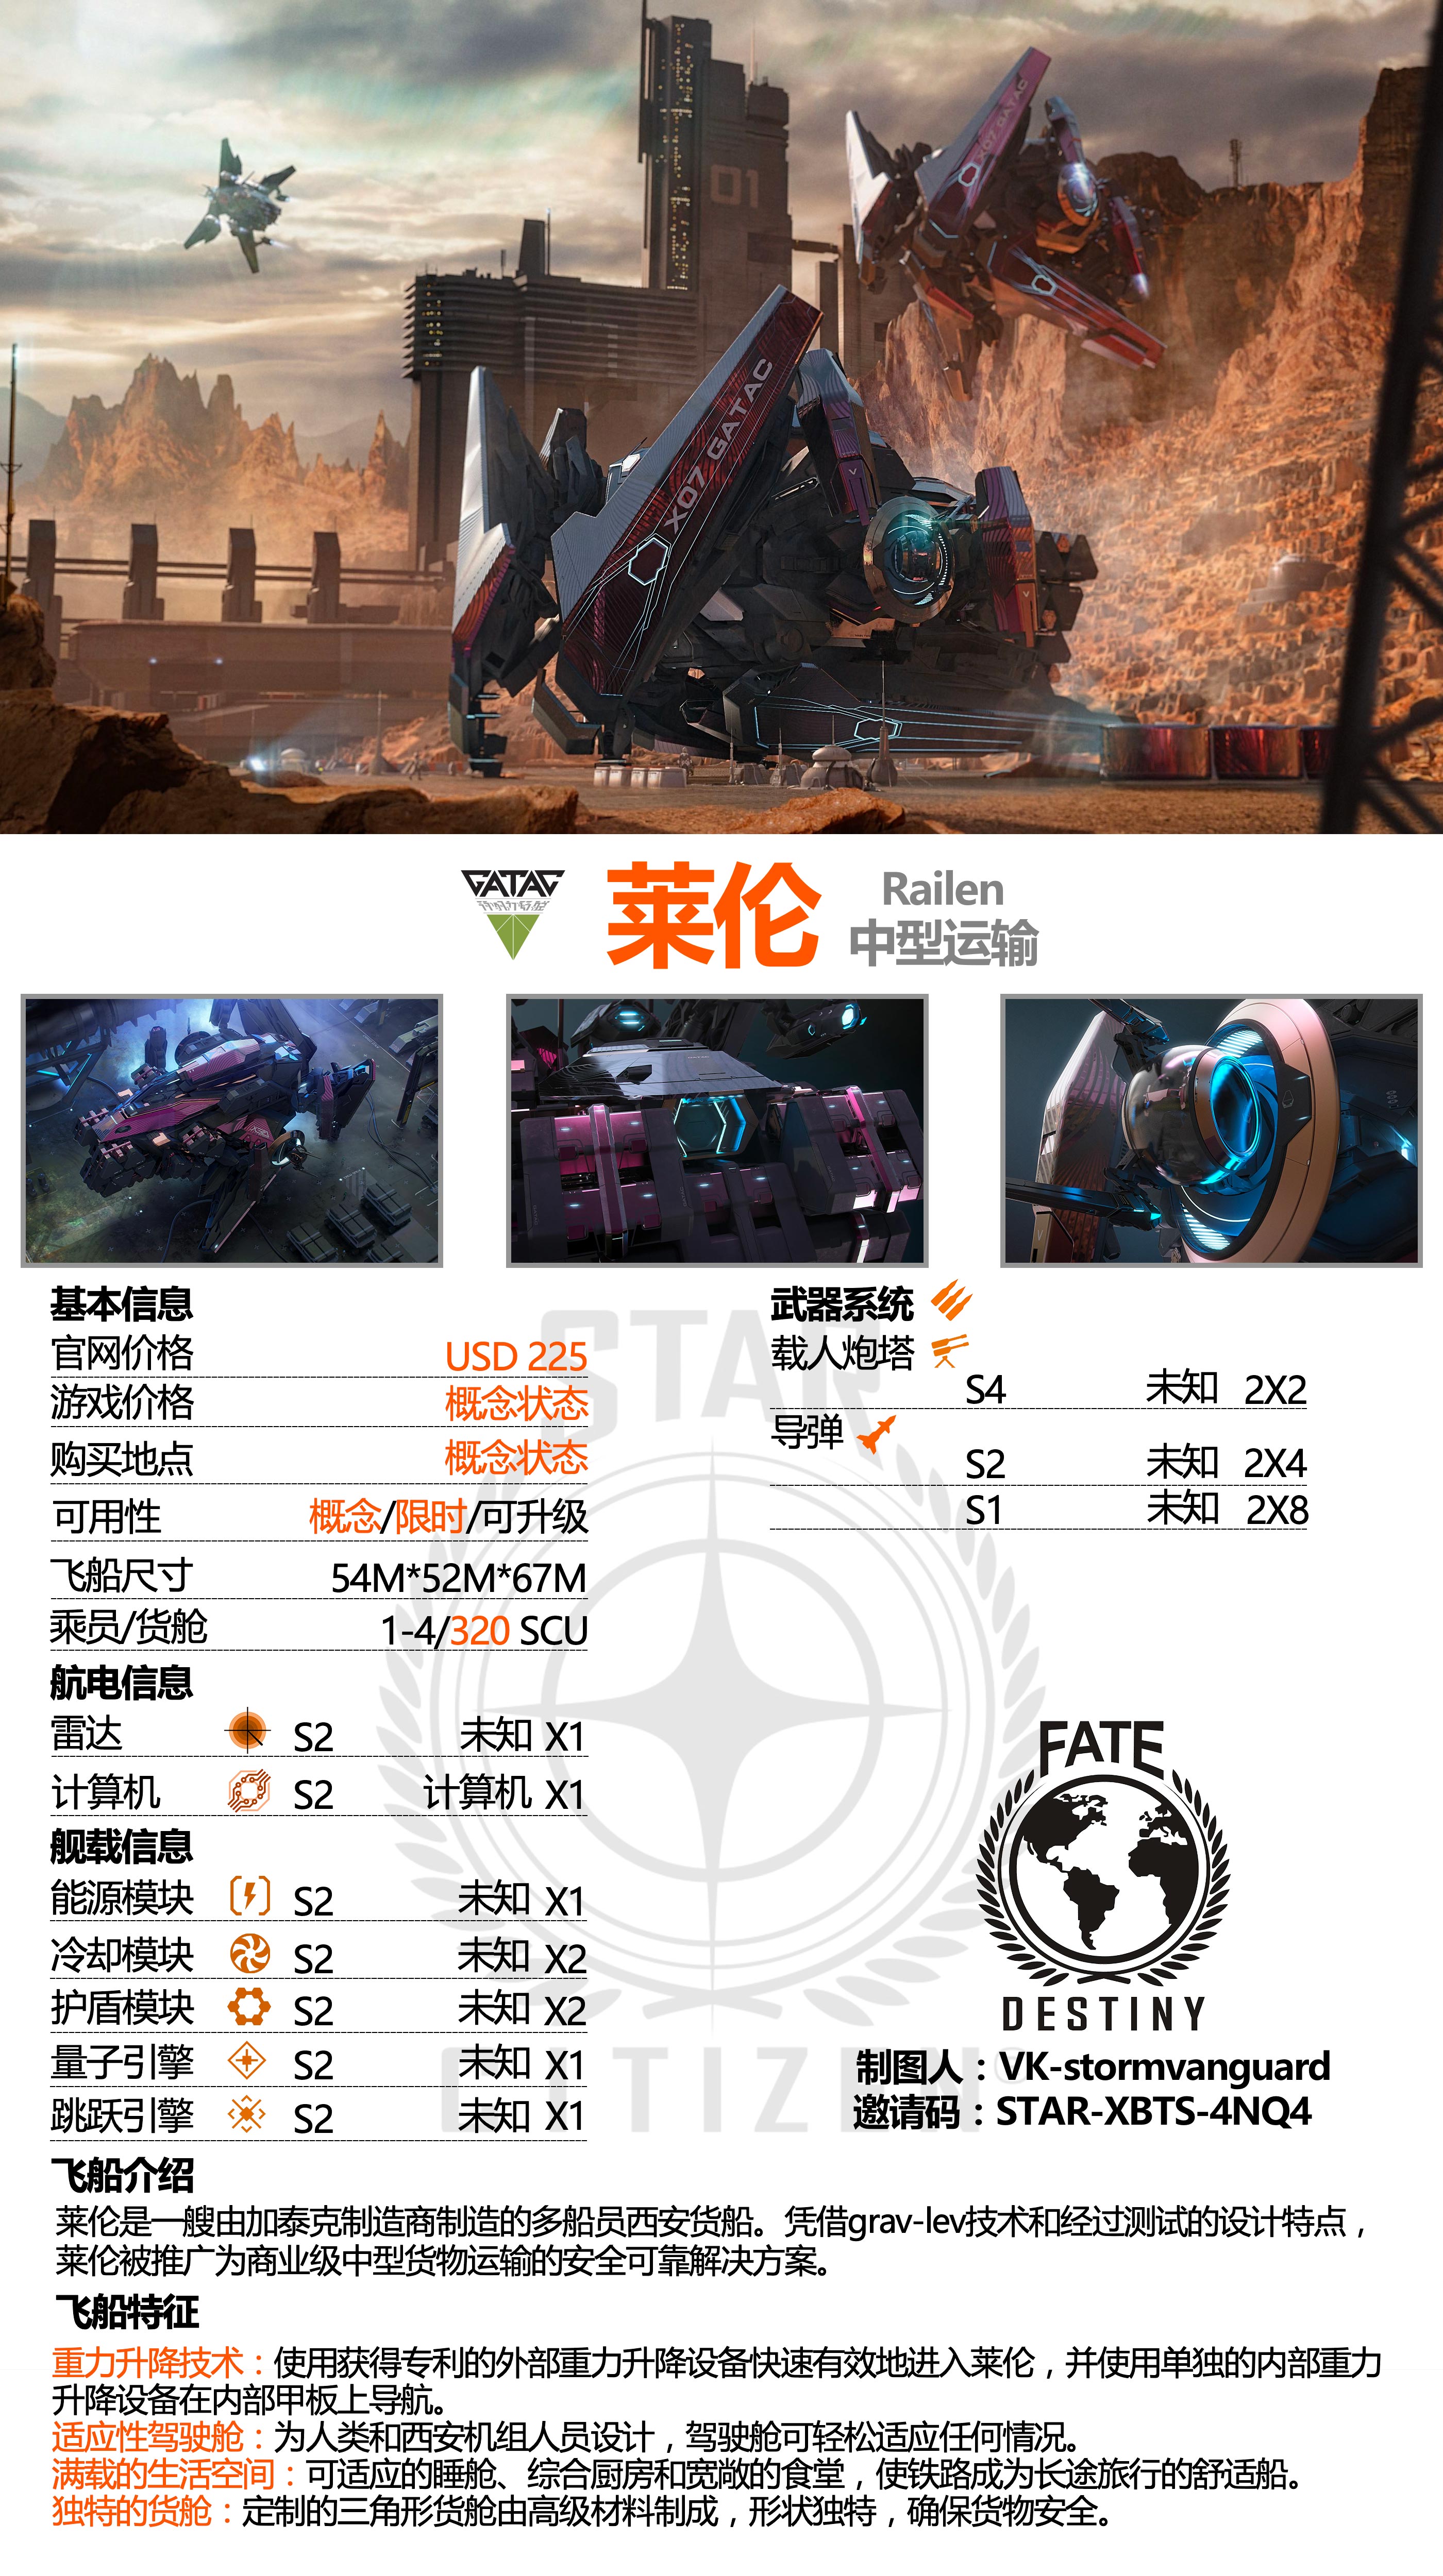 01
X07 GATAC
X07 GATAC
GATAC
莱伦
Railen
中型运输
基本信息
官网价格 USD 225
游戏价格 概念状态
购买地点 概念状态
可用性 概念/限时/可升级
飞船尺寸 54M*52M*67M
乘员/货舱 1-4/320 SCU
航电信息
雷达 S2 未知 X1
计算机 S2 计算机 X1
舰载信息
能源模块 S2 未知 X1
冷却模块 S2 未知 X2
护盾模块 S2 未知 X2
量子引擎 S2 未知 X1
跳跃引擎 S2 未知 X1
武器系统
载人炮塔
S4 未知 2X2
导弹
S2 未知 2X4
S1 未知 2X8
STAR
CITIZEN
FATE
DESTINY
制图人：VK-stormvanguard
邀请码：STAR-XBTS-4NQ4
飞船介绍
莱伦是一艘由加泰克制造商制造的多船员西安货船。凭借grav-lev技术和经过测试的设计特点，
莱伦被推广为商业级中型货物运输的安全可靠解决方案。
飞船特征
重力升降技术：使用获得专利的外部重力升降设备快速有效地进入莱伦，并使用单独的内部重力
升降设备在内部甲板上导航。
适应性驾驶舱：为人类和西安机组人员设计，驾驶舱可轻松适应任何情况。
满载的生活空间：可适应的睡舱、综合厨房和宽敞的食堂，使铁路成为长途旅行的舒适船。
独特的货舱：定制的三角形货舱由高级材料制成，形状独特，确保货物安全。